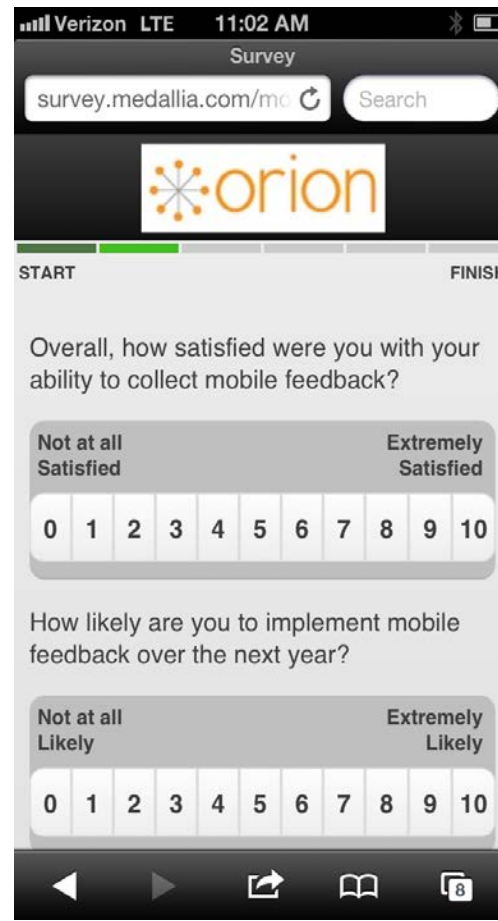 Verizon LTE 11:02 AM
Survey
survey.medallia.com/mo Search
orion
START FINISH
Overall, how satisfied were you with your
ability to collect mobile feedback?
Not at all Extremely
Satisfied Satisfied
0 1 2 3 4 5 6 7 8 9 10
How likely are you to implement mobile
feedback over the next year?
Not at all Extremely
Likely Likely
0 1 2 3 4 5 6 7 8 9 10
8